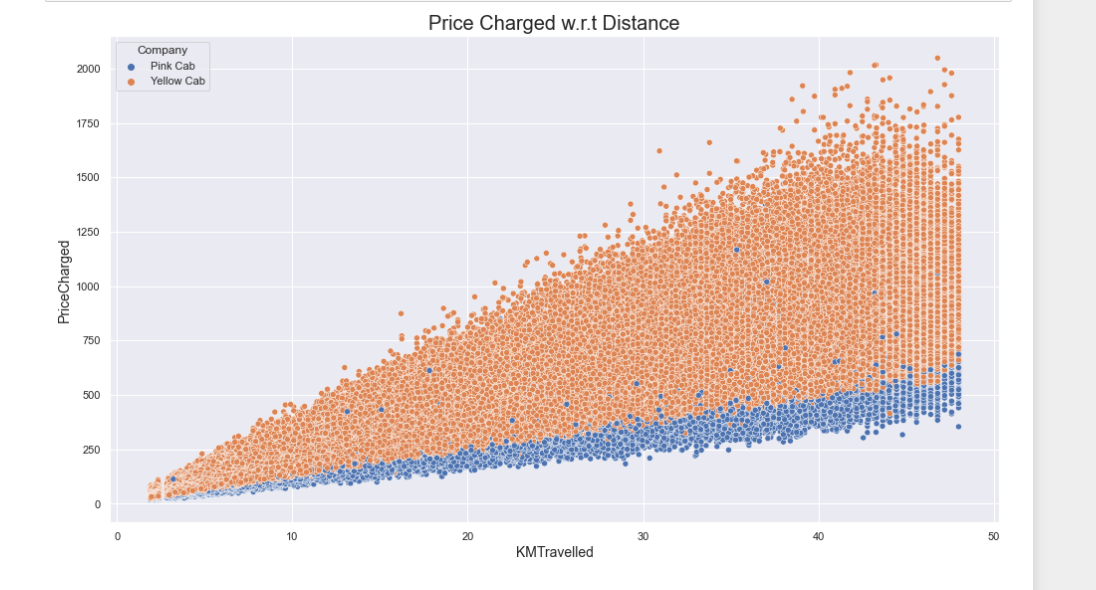 Price Charged w.r.t Distance
Company
Pink Cab
Yellow Cab
2000
1750
1500
1250
1000
750
500
250
0
PriceCharged
0 10 20 30 40 50
KMTravelled